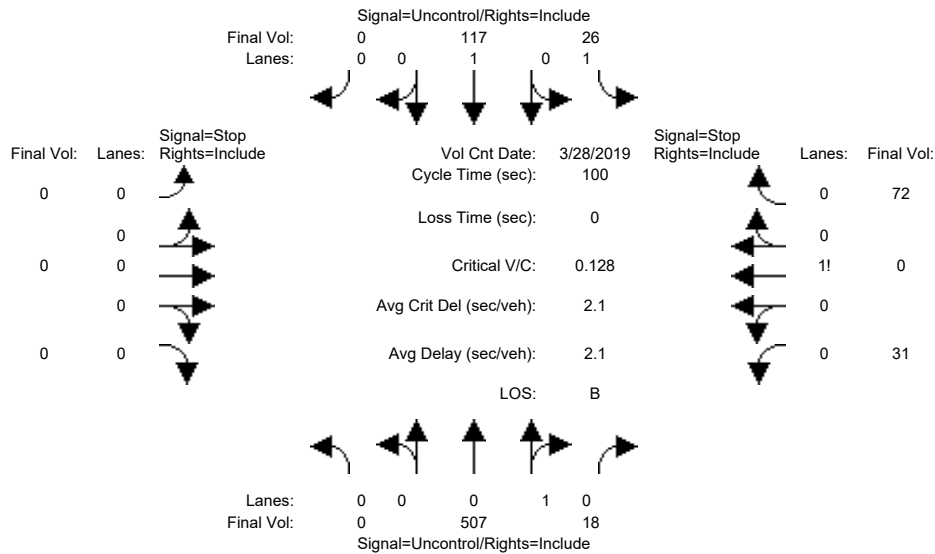 Signal=Uncontrol/Rights=Include
Final Vol: 0 117 26
Lanes: 0 0 1 0 1
Signal=Stop
Final Vol: Lanes: Rights=Include
Vol Cnt Date: 3/28/2019
Signal=Stop
Rights=Include Lanes: Final Vol:
Cycle Time (sec): 100
0 0
0 72
Loss Time (sec): 0
0
0
0 0
Critical V/C: 0.128
1! 0
0
Avg Crit Del (sec/veh): 2.1
0
0 0
Avg Delay (sec/veh): 2.1
0 31
LOS: B
Lanes: 0 0 0 1 0
Final Vol: 0 507 18
Signal=Uncontrol/Rights=Include